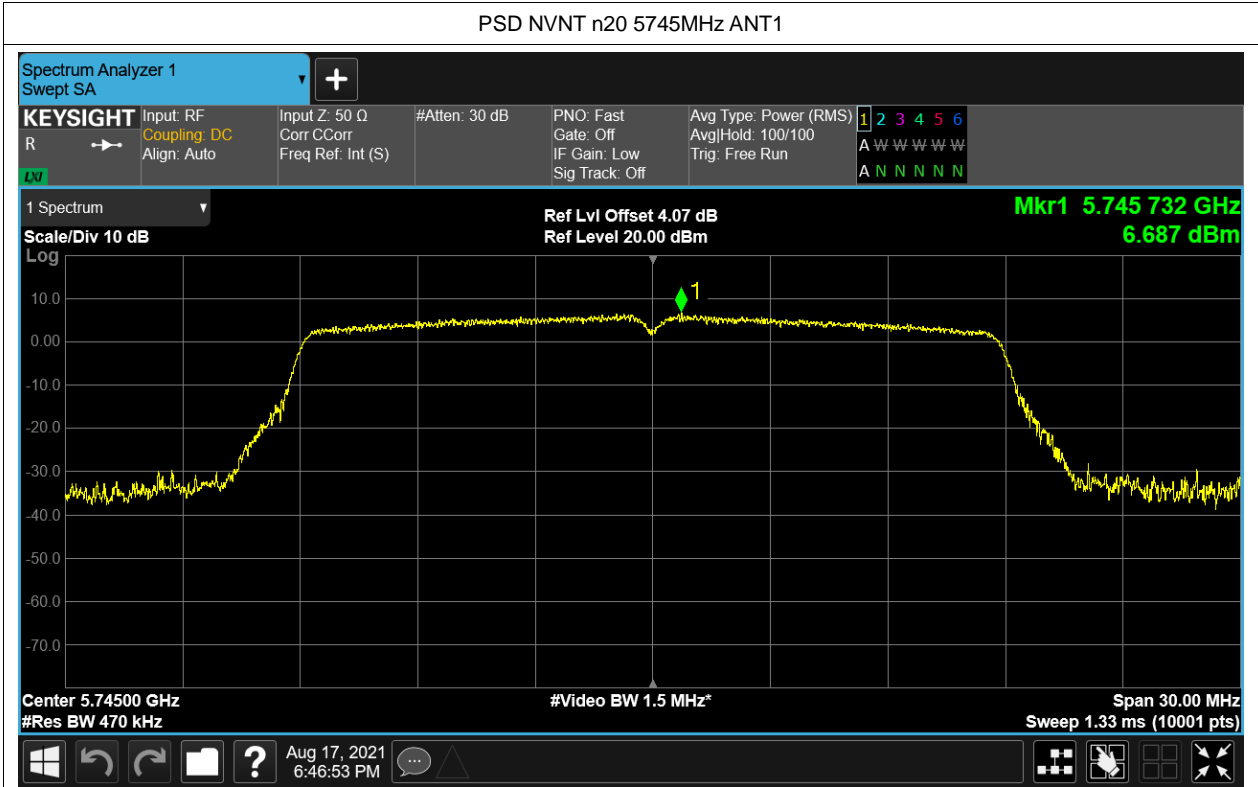 PSD NVNT n20 5745MHz ANT1
Spectrum Analyzer 1
Swept SA
KEYSIGHT
R
LXI
Input: RF
Coupling: DC
Align: Auto
Input Z: 50 Ω
Corr CCorr
Freq Ref: Int (S)
#Atten: 30 dB
PNO: Fast
Gate: Off
IF Gain: Low
Sig Track: Off
Avg Type: Power (RMS)
Avg|Hold: 100/100
Trig: Free Run
1 2 3 4 5 6
A W W W W W
A N N N N N
1 Spectrum
Scale/Div 10 dB
Log
Ref Lvl Offset 4.07 dB
Ref Level 20.00 dBm
Mkr1 5.745 732 GHz
6.687 dBm
1
10.0
0.00
-10.0
-20.0
-30.0
-40.0
-50.0
-60.0
-70.0
Center 5.74500 GHz
#Res BW 470 kHz
#Video BW 1.5 MHz*
Span 30.00 MHz
Sweep 1.33 ms (10001 pts)
?
Aug 17, 2021
6:46:53 PM